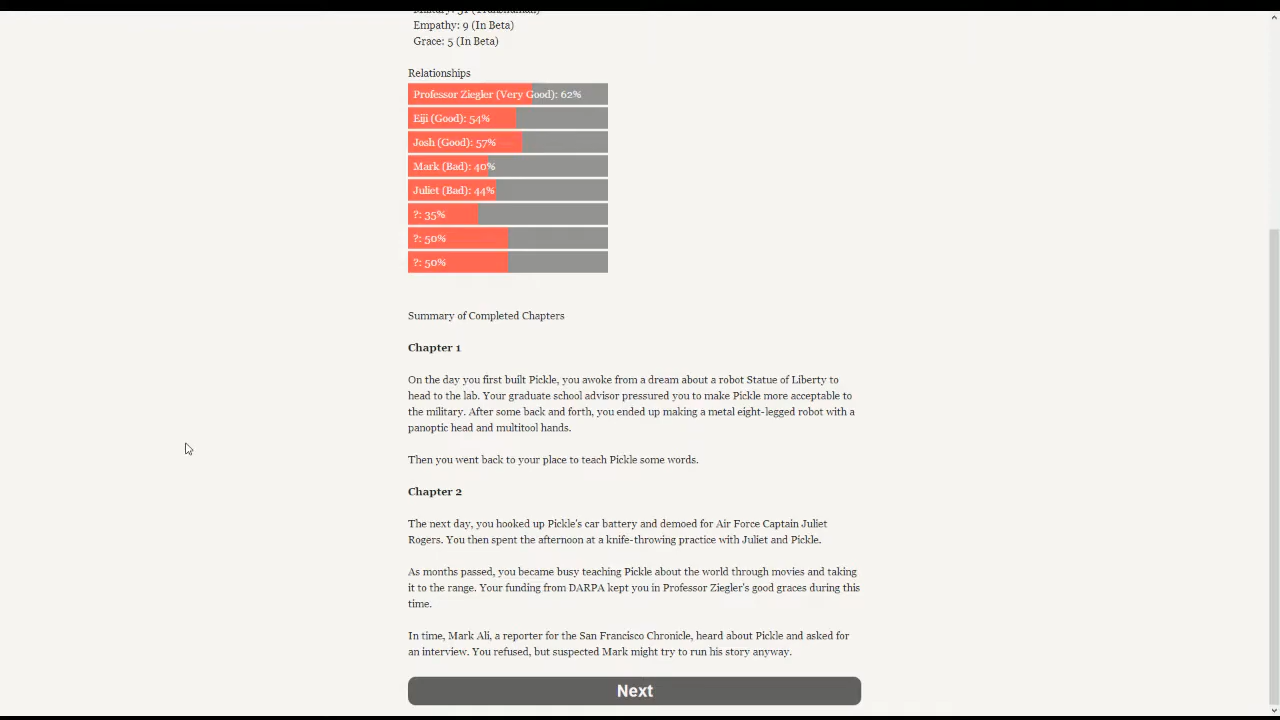 Empathy: 9 (In Beta)
Grace: 5 (In Beta)
Relationships
Professor Ziegler (Very Good): 62%
Eiji (Good): 54%
Josh (Good): 57%
Mark (Bad): 40%
Juliet (Bad): 44%
?: 35%
?: 50%
?: 50%
Summary of Completed Chapters
Chapter 1
On the day you first built Pickle, you awoke from a dream about a robot Statue of Liberty to
head to the lab. Your graduate school advisor pressured you to make Pickle more acceptable to
the military. After some back and forth, you ended up making a metal eight-legged robot with a
panoptic head and multitool hands.
Then you went back to your place to teach Pickle some words.
Chapter 2
The next day, you hooked up Pickle's car battery and demoed for Air Force Captain Juliet
Rogers. You then spent the afternoon at a knife-throwing practice with Juliet and Pickle.
As months passed, you became busy teaching Pickle about the world through movies and taking
it to the range. Your funding from DARPA kept you in Professor Ziegler's good graces during this
time.
In time, Mark Ali, a reporter for the San Francisco Chronicle, heard about Pickle and asked for
an interview. You refused, but suspected Mark might try to run his story anyway.
Next